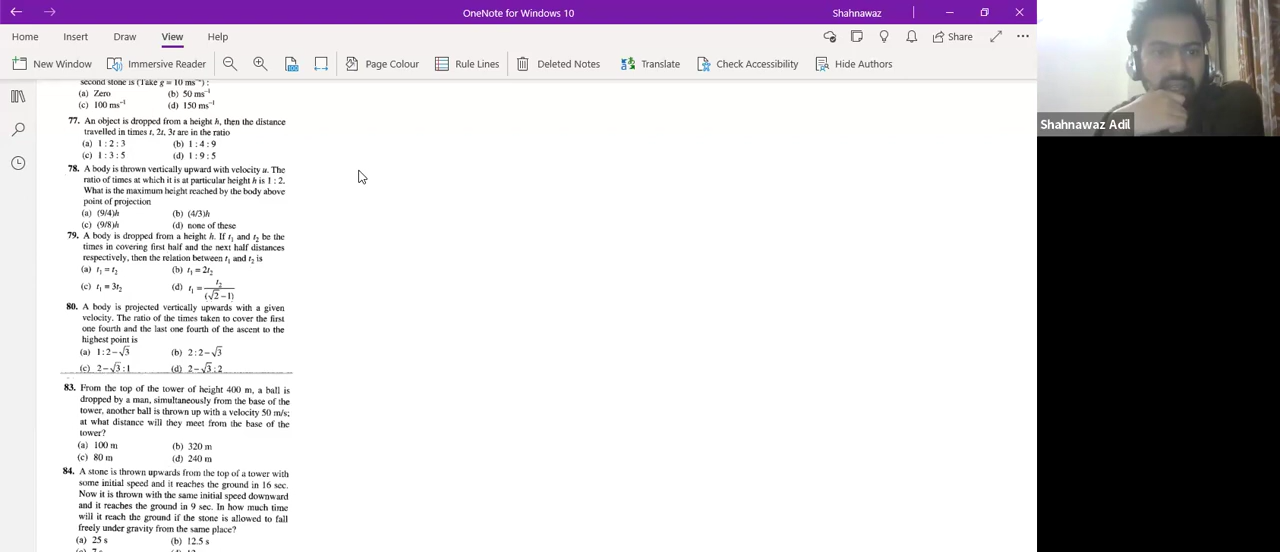 OneNote for Windows 10
Shahnawaz
Home Insert Draw View Help
Share
New Window Immersive Reader Page Colour Rule Lines Deleted Notes Translate Check Accessibility Hide Authors
Shahnawaz Adil
second stone is (Take g = 10 ms⁻²) :
(a) Zero (b) 50 ms⁻¹
(c) 100 ms⁻¹ (d) 150 ms⁻¹
77. An object is dropped from a height h, then the distance
travelled in times t, 2t, 3t are in the ratio
(a) 1 : 2 : 3 (b) 1 : 4 : 9
(c) 1 : 3 : 5 (d) 1 : 9 : 5
78. A body is thrown vertically upward with velocity u. The
ratio of times at which it is at particular height h is 1 : 2.
What is the maximum height reached by the body above
point of projection
(a) (9/4)h (b) (4/3)h
(c) (9/8)h (d) none of these
79. A body is dropped from a height h. If t₁ and t₂ be the
times in covering first half and the next half distances
respectively, then the relation between t₁ and t₂ is
(a) t₁ = t₂ (b) t₁ = 2t₂
(c) t₁ = 3t₂ (d) t₁ = t₂/(√2 −1)
80. A body is projected vertically upwards with a given
velocity. The ratio of the times taken to cover the first
one fourth and the last one fourth of the ascent to the
highest point is
(a) 1 : 2 − √3 (b) 2 : 2 − √3
(c) 2 − √3 : 1 (d) 2 − √3 : 2
83. From the top of the tower of height 400 m, a ball is
dropped by a man, simultaneously from the base of the
tower, another ball is thrown up with a velocity 50 m/s;
at what distance will they meet from the base of the
tower?
(a) 100 m (b) 320 m
(c) 80 m (d) 240 m
84. A stone is thrown upwards from the top of a tower with
some initial speed and it reaches the ground in 16 sec.
Now it is thrown with the same initial speed downward
and it reaches the ground in 9 sec. In how much time
will it reach the ground if the stone is allowed to fall
freely under gravity from the same place?
(a) 25 s (b) 12.5 s